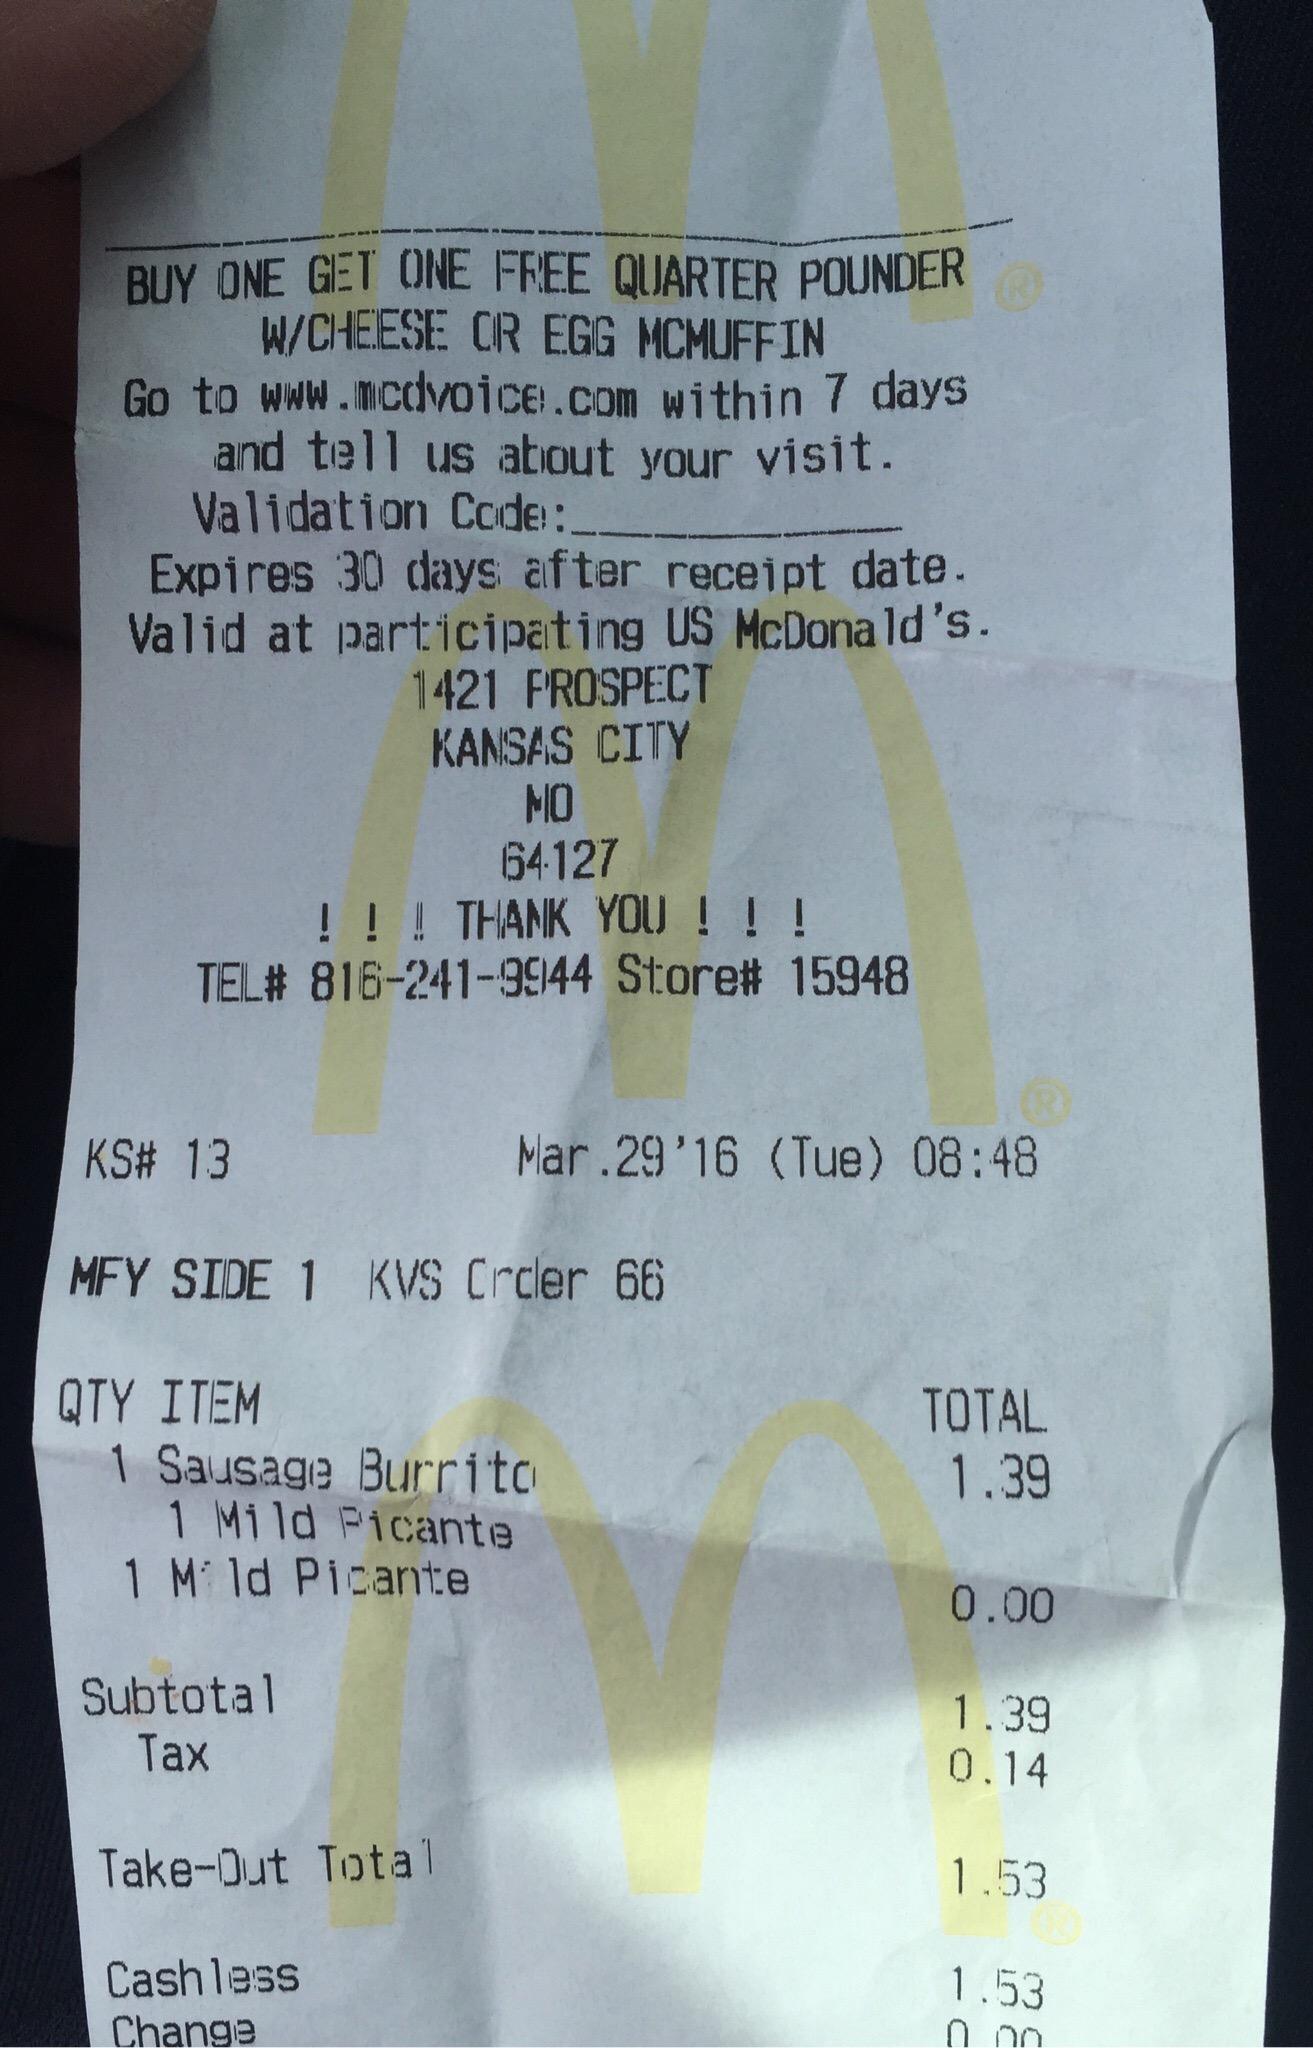 BUY ONE GET ONE FREE QUARTER POUNDER
W/CHEESE OR EGG MCMUFFIN
Go to www.mcdvoice.com within 7 days
and tell us about your visit.
Validation Code:____________
Expires 30 days after receipt date.
Valid at participating US McDonald's.
1421 PROSPECT
KANSAS CITY
MO
64127
! ! ! THANK YOU ! ! !
TEL# 816-241-9944 Store# 15948
KS# 13 Mar.29'16 (Tue) 08:48
MFY SIDE 1 KVS Order 66
QTY ITEM TOTAL
1 Sausage Burrito 1.39
1 Mild Picante
1 Mild Picante 0.00
Subtotal 1.39
Tax 0.14
Take-Out Total 1.53
Cashless 1.53
Change 0.00